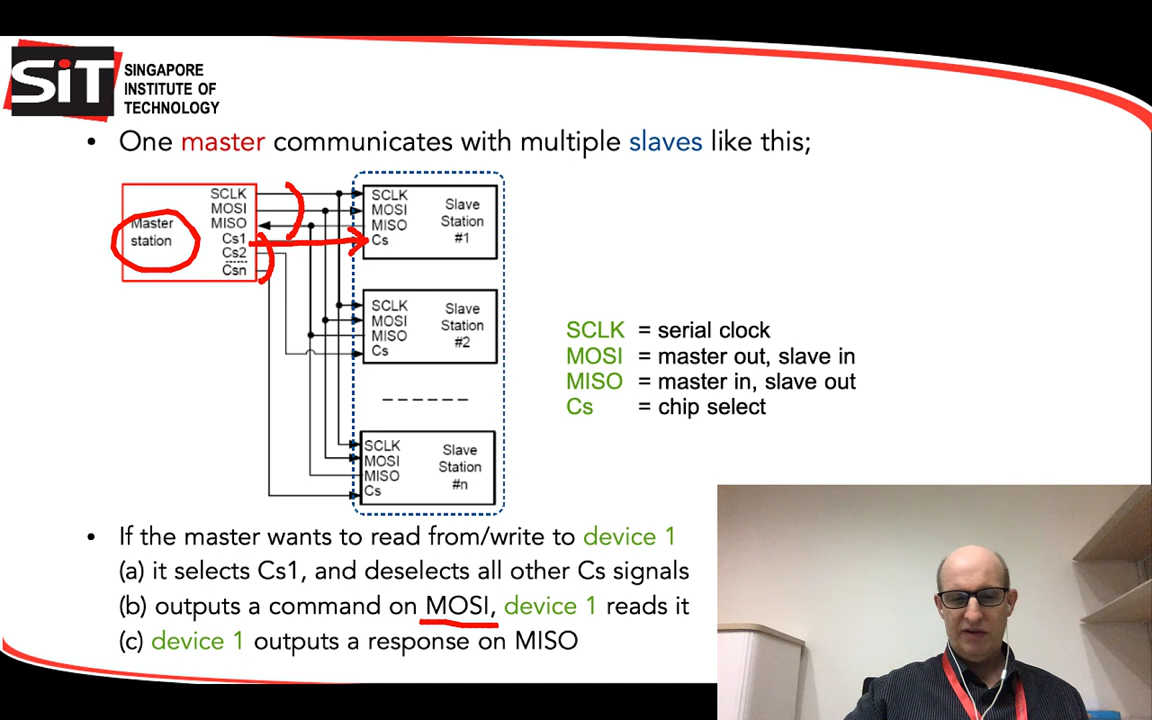 SiT
SINGAPORE
INSTITUTE OF
TECHNOLOGY
• One master communicates with multiple slaves like this;
Master
station
SCLK
MOSI
MISO
Cs1
Cs2
Csn
SCLK
MOSI
MISO
Cs
Slave
Station
#1
SCLK
MOSI
MISO
Cs
Slave
Station
#2
SCLK
MOSI
MISO
Cs
Slave
Station
#n
SCLK = serial clock
MOSI = master out, slave in
MISO = master in, slave out
Cs = chip select
• If the master wants to read from/write to device 1
(a) it selects Cs1, and deselects all other Cs signals
(b) outputs a command on MOSI, device 1 reads it
(c) device 1 outputs a response on MISO